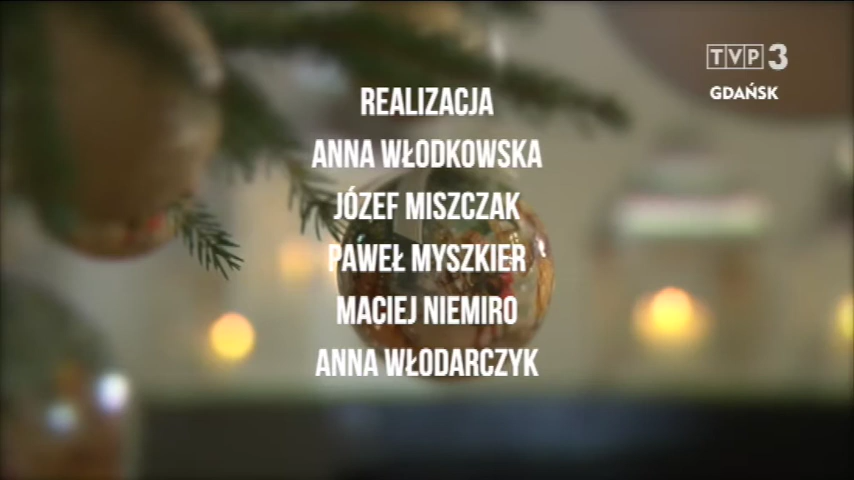 TVP3
GDAŃSK
REALIZACJA
ANNA WŁODKOWSKA
JÓZEF MISZCZAK
PAWEŁ MYSZKIER
MACIEJ NIEMIRO
ANNA WŁODARCZYK